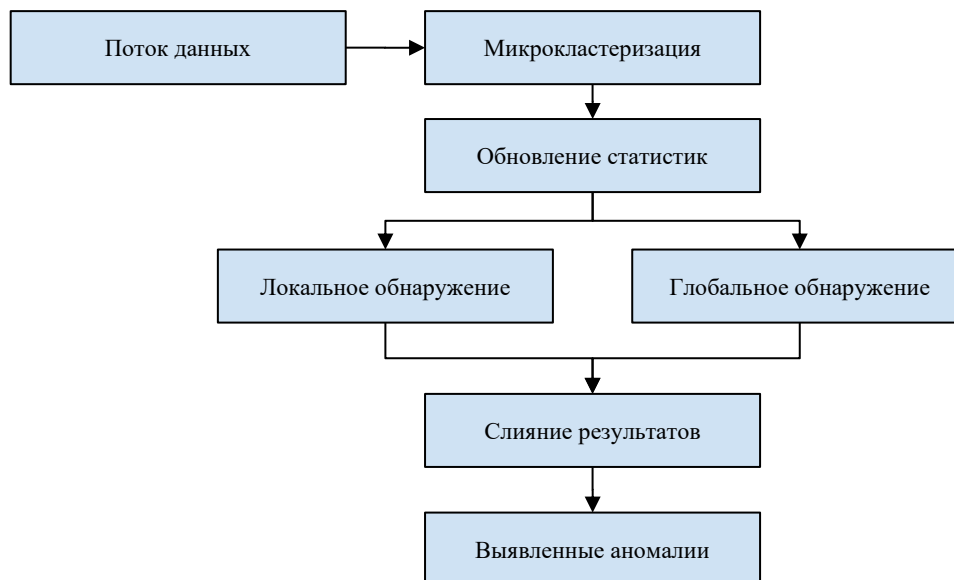 Поток данных
Микрокластеризация
Обновление статистик
Локальное обнаружение
Глобальное обнаружение
Слияние результатов
Выявленные аномалии